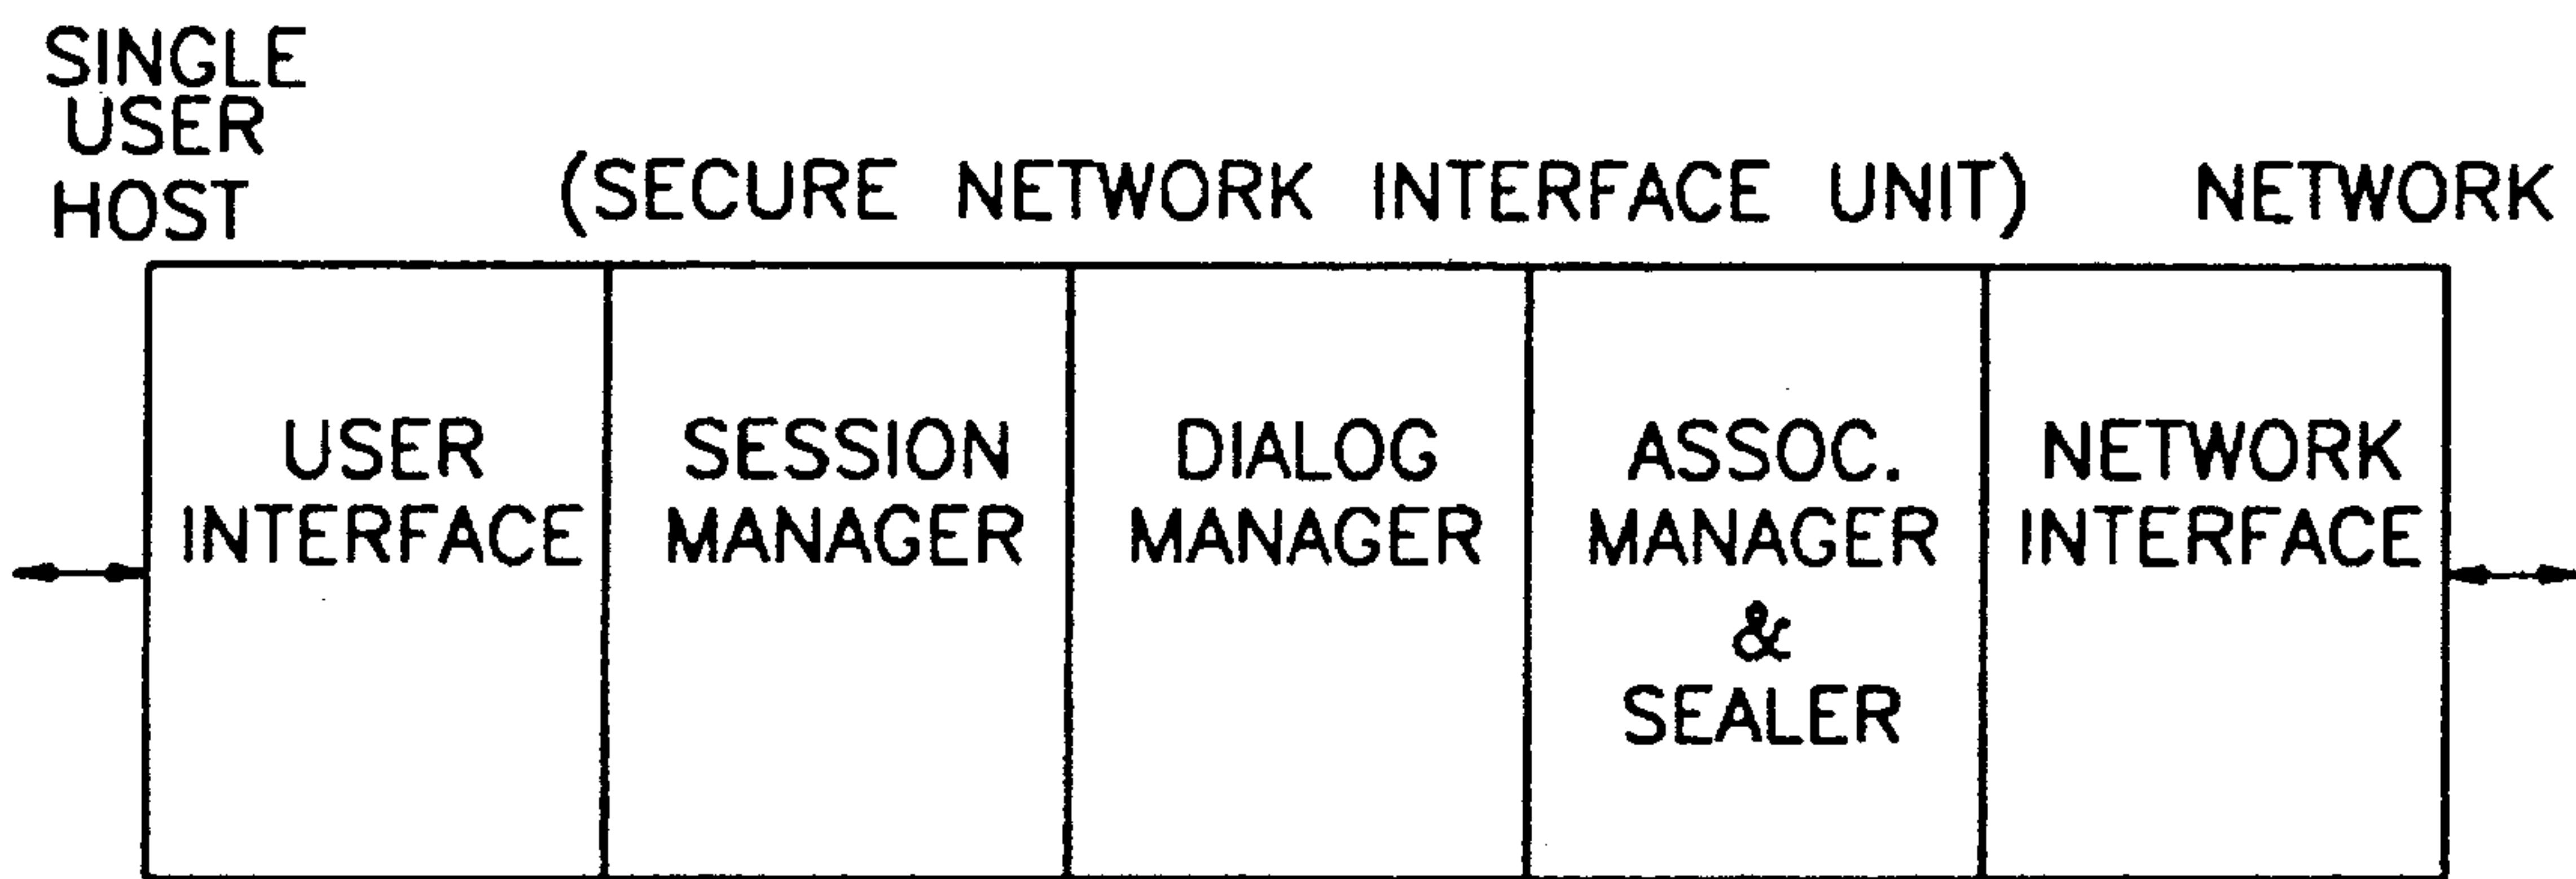 SINGLE
USER
HOST
(SECURE NETWORK INTERFACE UNIT)
NETWORK
USER
INTERFACE
SESSION
MANAGER
DIALOG
MANAGER
ASSOC.
MANAGER
&
SEALER
NETWORK
INTERFACE